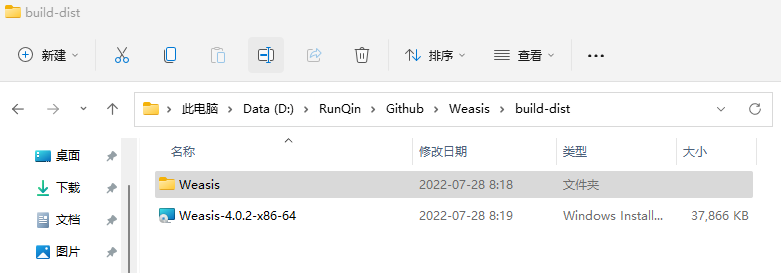 build-dist
新建 排序 查看
此电脑 Data (D:) RunQin Github Weasis build-dist
名称 修改日期 类型 大小
桌面
下载
文档
图片
Weasis 2022-07-28 8:18 文件夹
Weasis-4.0.2-x86-64 2022-07-28 8:19 Windows Install... 37,866 KB